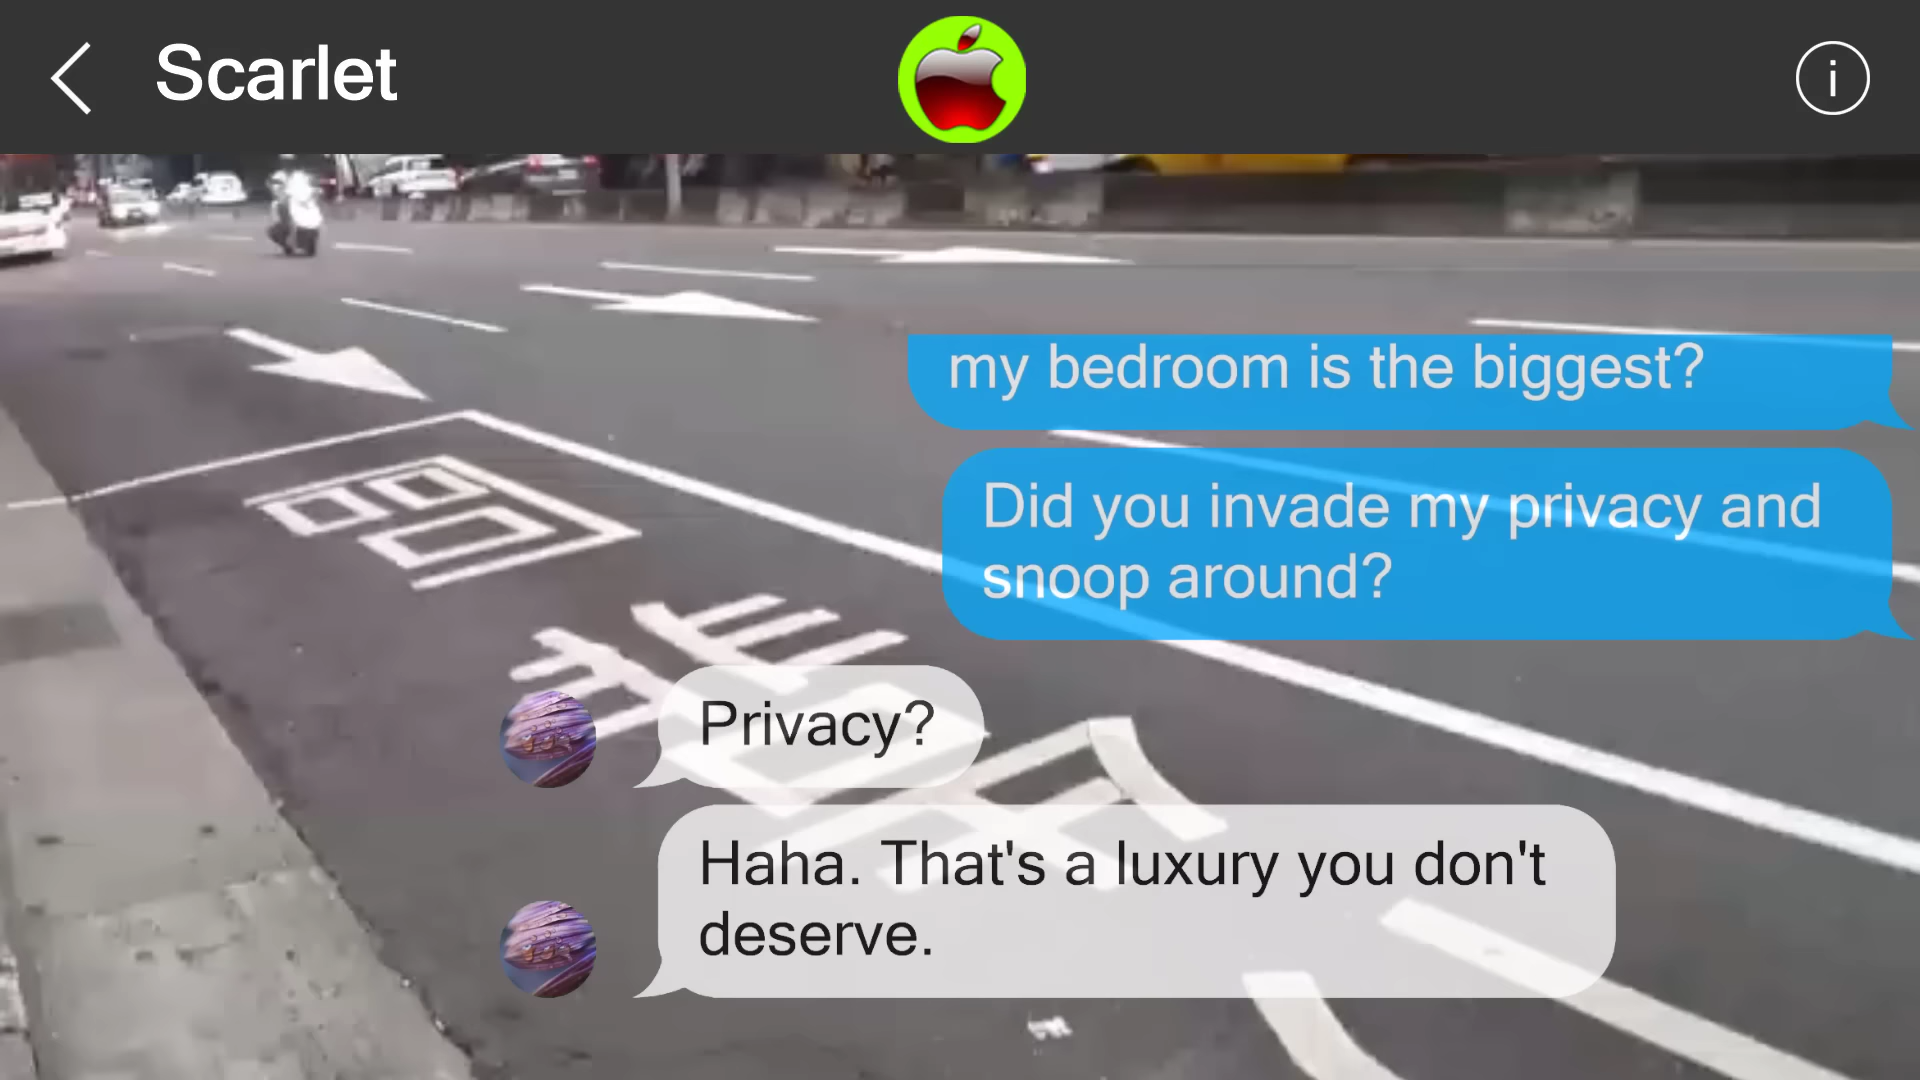 Scarlet
i
my bedroom is the biggest?
Did you invade my privacy and
snoop around?
Privacy?
Haha. That's a luxury you don't
deserve.